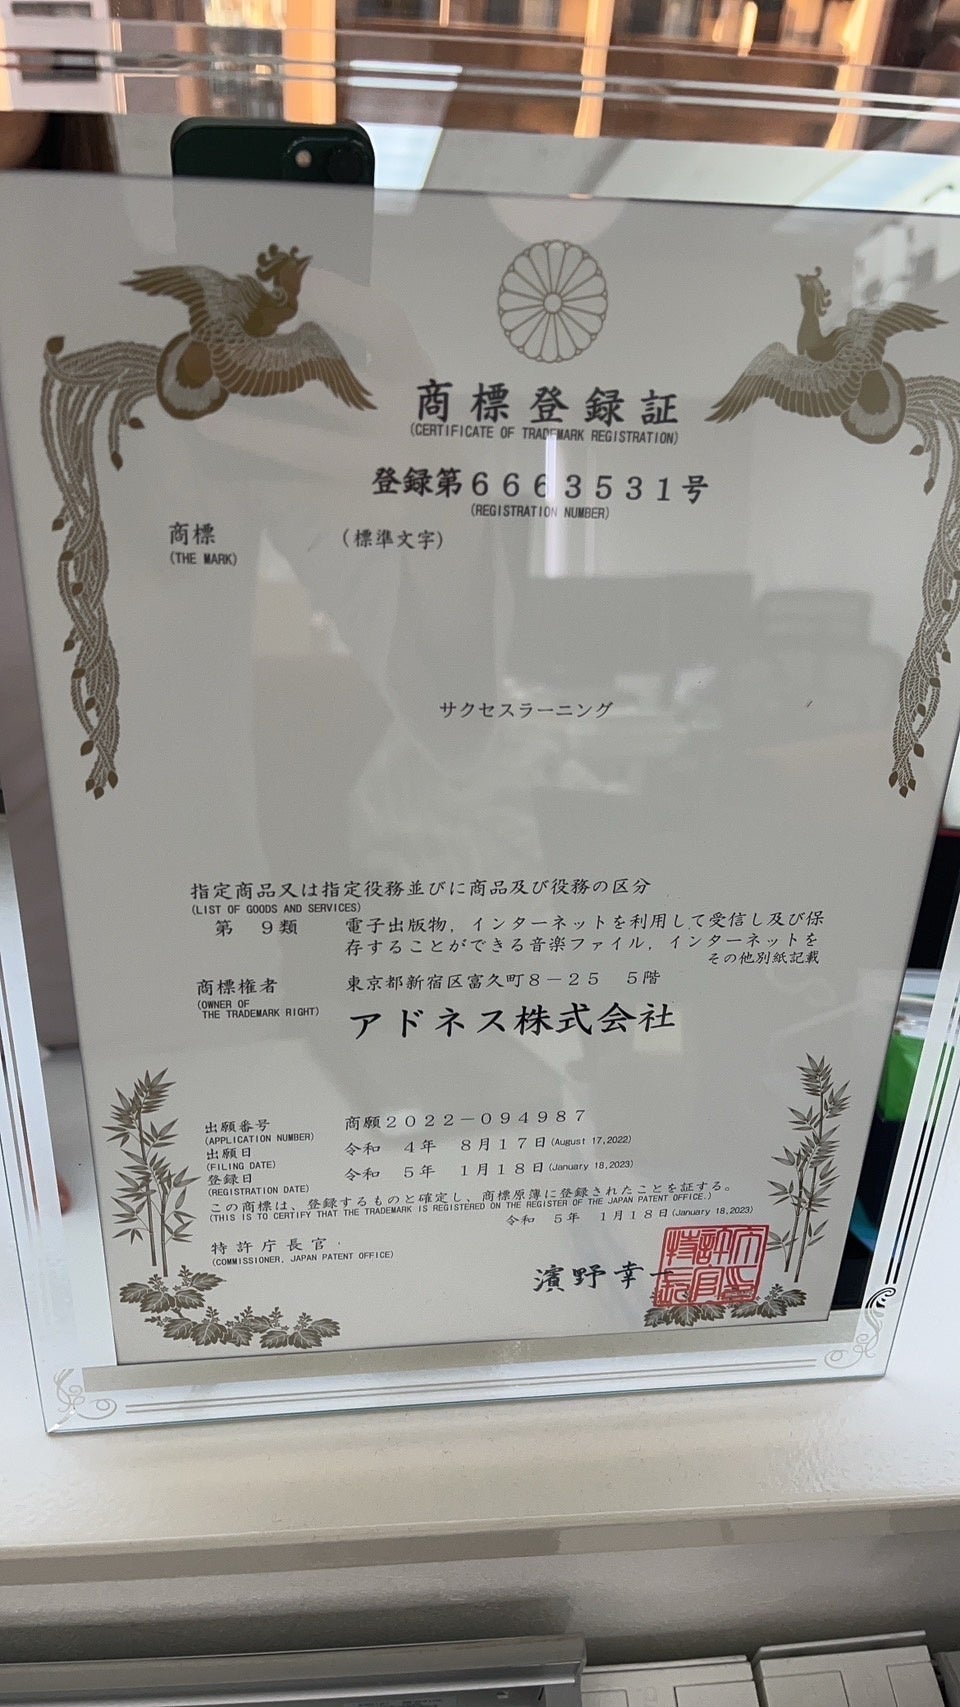 商標登録証
(CERTIFICATE OF TRADEMARK REGISTRATION)
登録第6663531号
(REGISTRATION NUMBER)
商標
(THE MARK)
(標準文字)
サクセスラーニング
指定商品又は指定役務並びに商品及び役務の区分
(LIST OF GOODS AND SERVICES)
第 9類 電子出版物，インターネットを利用して受信し及び保
存することができる音楽ファイル，インターネットを
その他別紙記載
商標権者 東京都新宿区富久町8-25 5階
(OWNER OF
THE TRADEMARK RIGHT)
アドネス株式会社
出願番号 商願2022-094987
(APPLICATION NUMBER)
出願日 令和 4年 8月17日(August 17,2022)
(FILING DATE)
登録日 令和 5年 1月18日(January 18,2023)
(REGISTRATION DATE)
この商標は、登録するものと確定し、商標原簿に登録されたことを証する。
(THIS IS TO CERTIFY THAT THE TRADEMARK IS REGISTERED ON THE REGISTER OF THE JAPAN PATENT OFFICE.)
令和 5年 1月18日(January 18,2023)
特許庁長官
(COMMISSIONER, JAPAN PATENT OFFICE)
濱野幸一